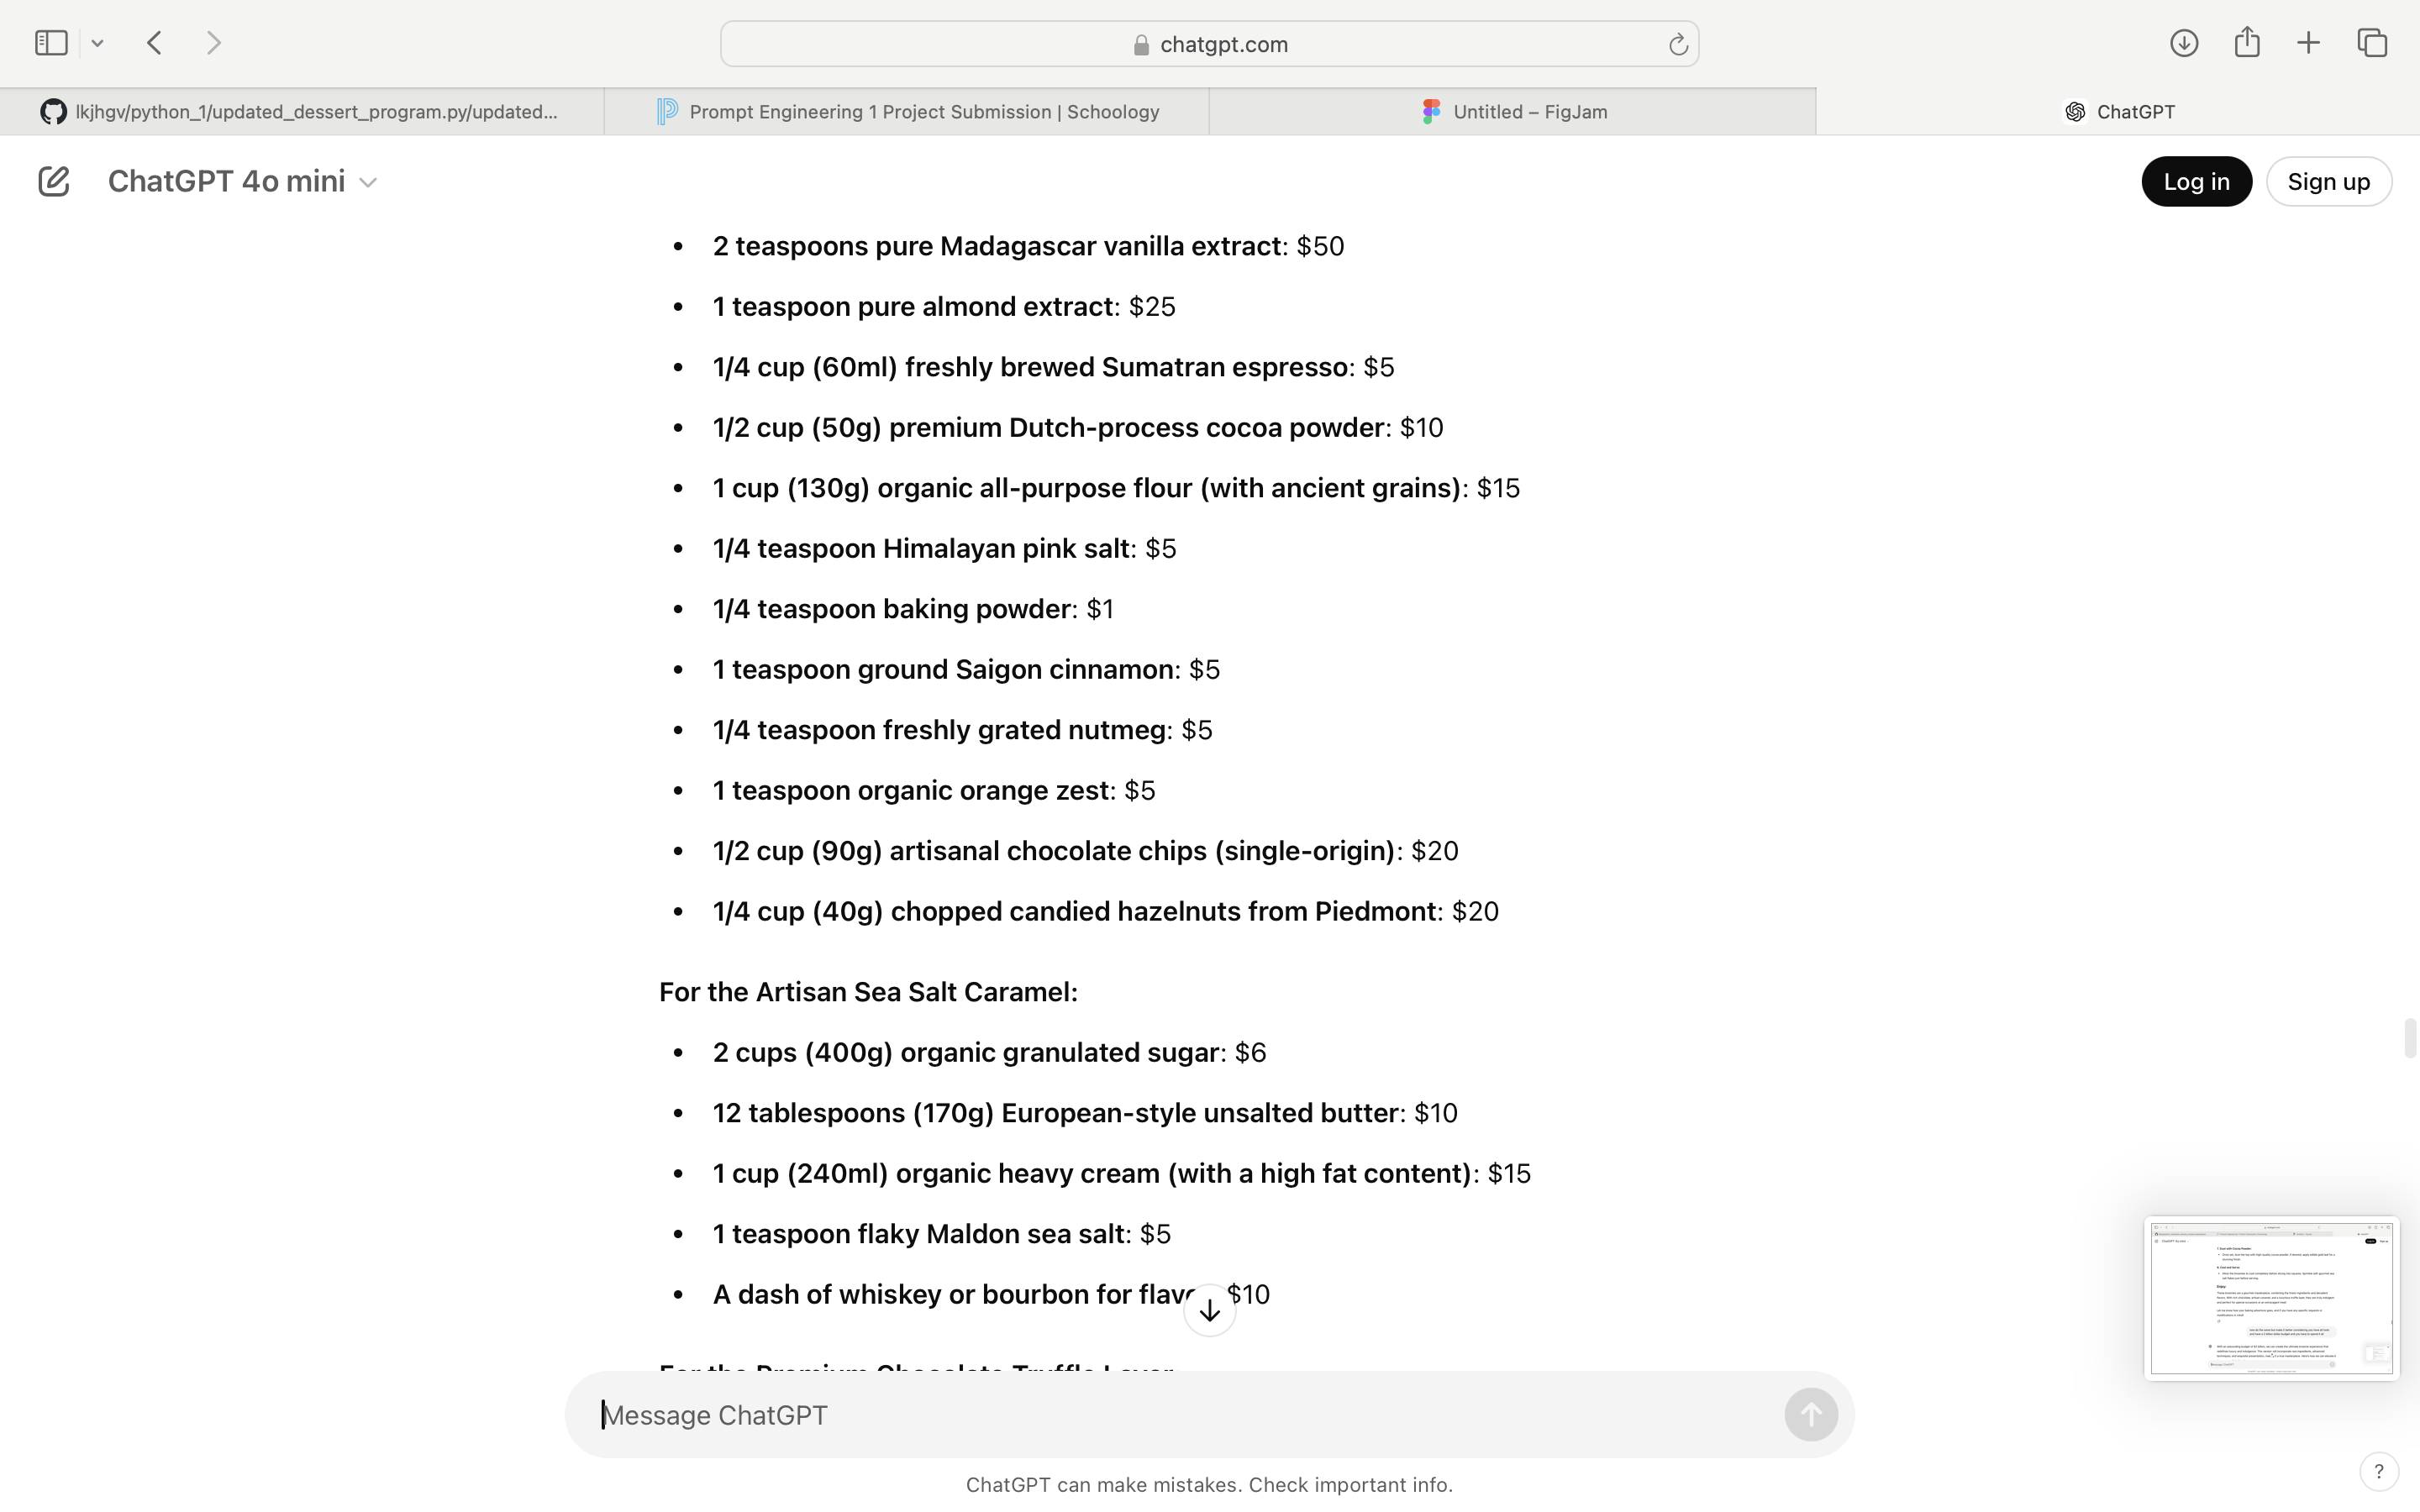 chatgpt.com
lkjhgv/python_1/updated_dessert_program.py/updated...
Prompt Engineering 1 Project Submission | Schoology
Untitled – FigJam
ChatGPT
ChatGPT 4o mini
Log in
Sign up
• 2 teaspoons pure Madagascar vanilla extract: $50
• 1 teaspoon pure almond extract: $25
• 1/4 cup (60ml) freshly brewed Sumatran espresso: $5
• 1/2 cup (50g) premium Dutch-process cocoa powder: $10
• 1 cup (130g) organic all-purpose flour (with ancient grains): $15
• 1/4 teaspoon Himalayan pink salt: $5
• 1/4 teaspoon baking powder: $1
• 1 teaspoon ground Saigon cinnamon: $5
• 1/4 teaspoon freshly grated nutmeg: $5
• 1 teaspoon organic orange zest: $5
• 1/2 cup (90g) artisanal chocolate chips (single-origin): $20
• 1/4 cup (40g) chopped candied hazelnuts from Piedmont: $20
For the Artisan Sea Salt Caramel:
• 2 cups (400g) organic granulated sugar: $6
• 12 tablespoons (170g) European-style unsalted butter: $10
• 1 cup (240ml) organic heavy cream (with a high fat content): $15
• 1 teaspoon flaky Maldon sea salt: $5
• A dash of whiskey or bourbon for flavo $10
For the Premium Chocolate Truffle Layer
Message ChatGPT
ChatGPT can make mistakes. Check important info.
?